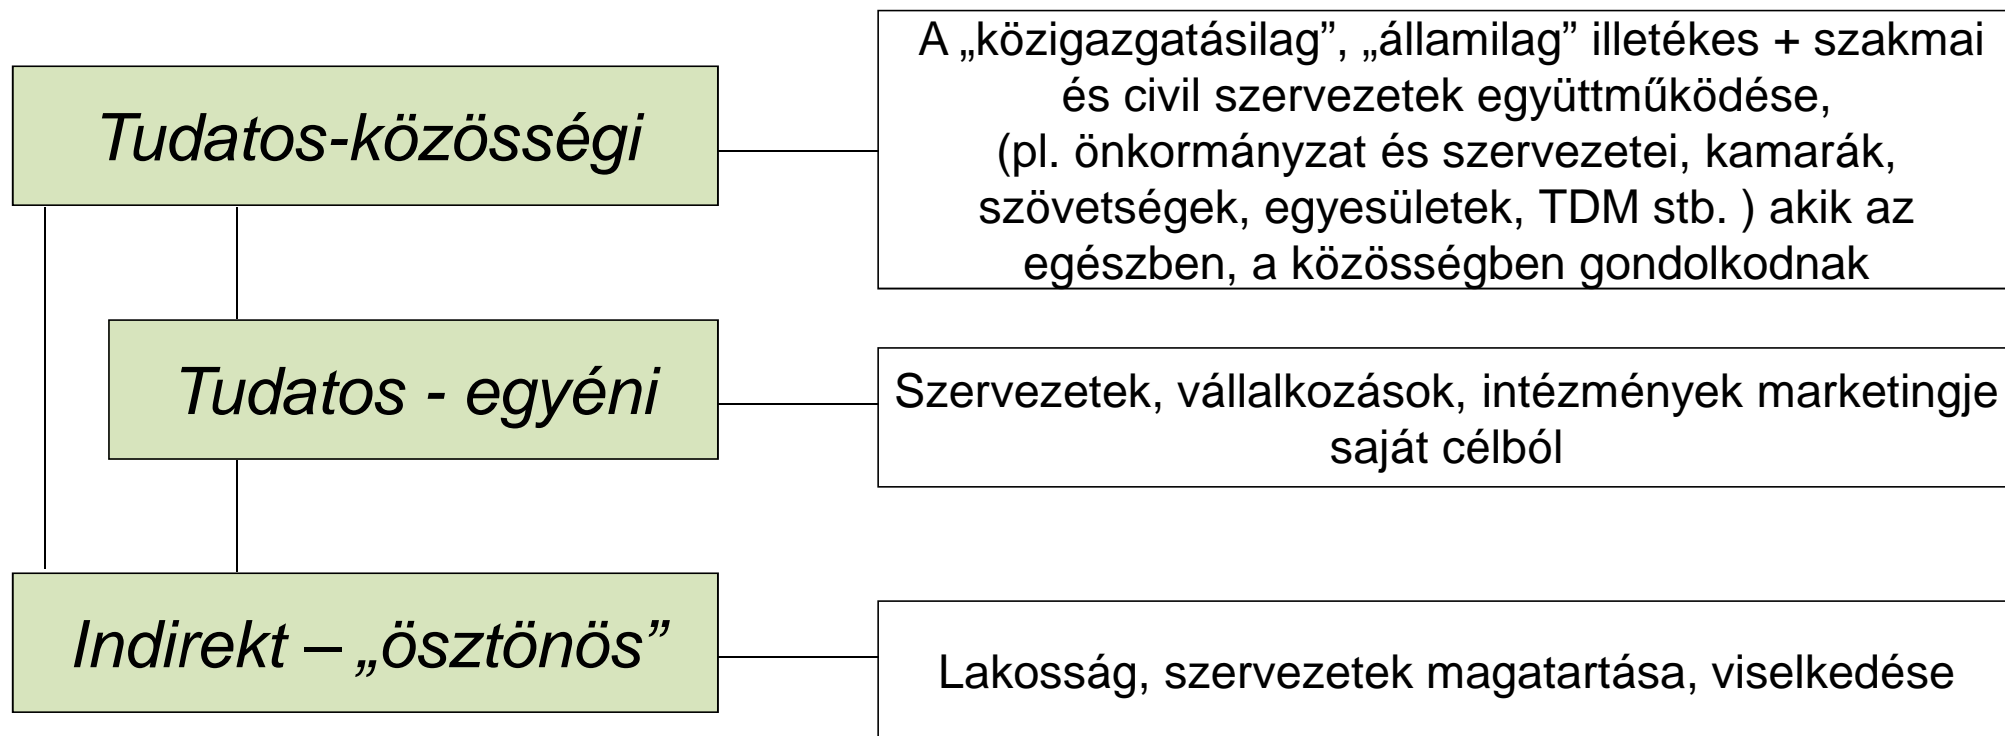 Tudatos-közösségi
A „közigazgatásilag”, „államilag” illetékes + szakmai
és civil szervezetek együttműködése,
(pl. önkormányzat és szervezetei, kamarák,
szövetségek, egyesületek, TDM stb. ) akik az
egészben, a közösségben gondolkodnak
Tudatos - egyéni
Szervezetek, vállalkozások, intézmények marketingje
saját célból
Indirekt – „ösztönös”
Lakosság, szervezetek magatartása, viselkedése